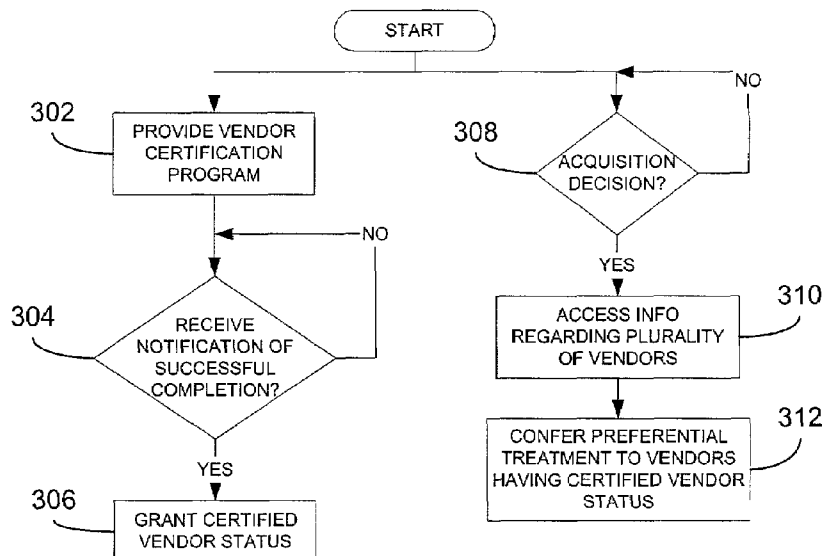 START
302
PROVIDE VENDOR
CERTIFICATION
PROGRAM
NO
304
RECEIVE
NOTIFICATION OF
SUCCESSFUL
COMPLETION?
YES
306
GRANT CERTIFIED
VENDOR STATUS
NO
308
ACQUISITION
DECISION?
YES
310
ACCESS INFO
REGARDING PLURALITY
OF VENDORS
312
CONFER PREFERENTIAL
TREATMENT TO VENDORS
HAVING CERTIFIED VENDOR
STATUS